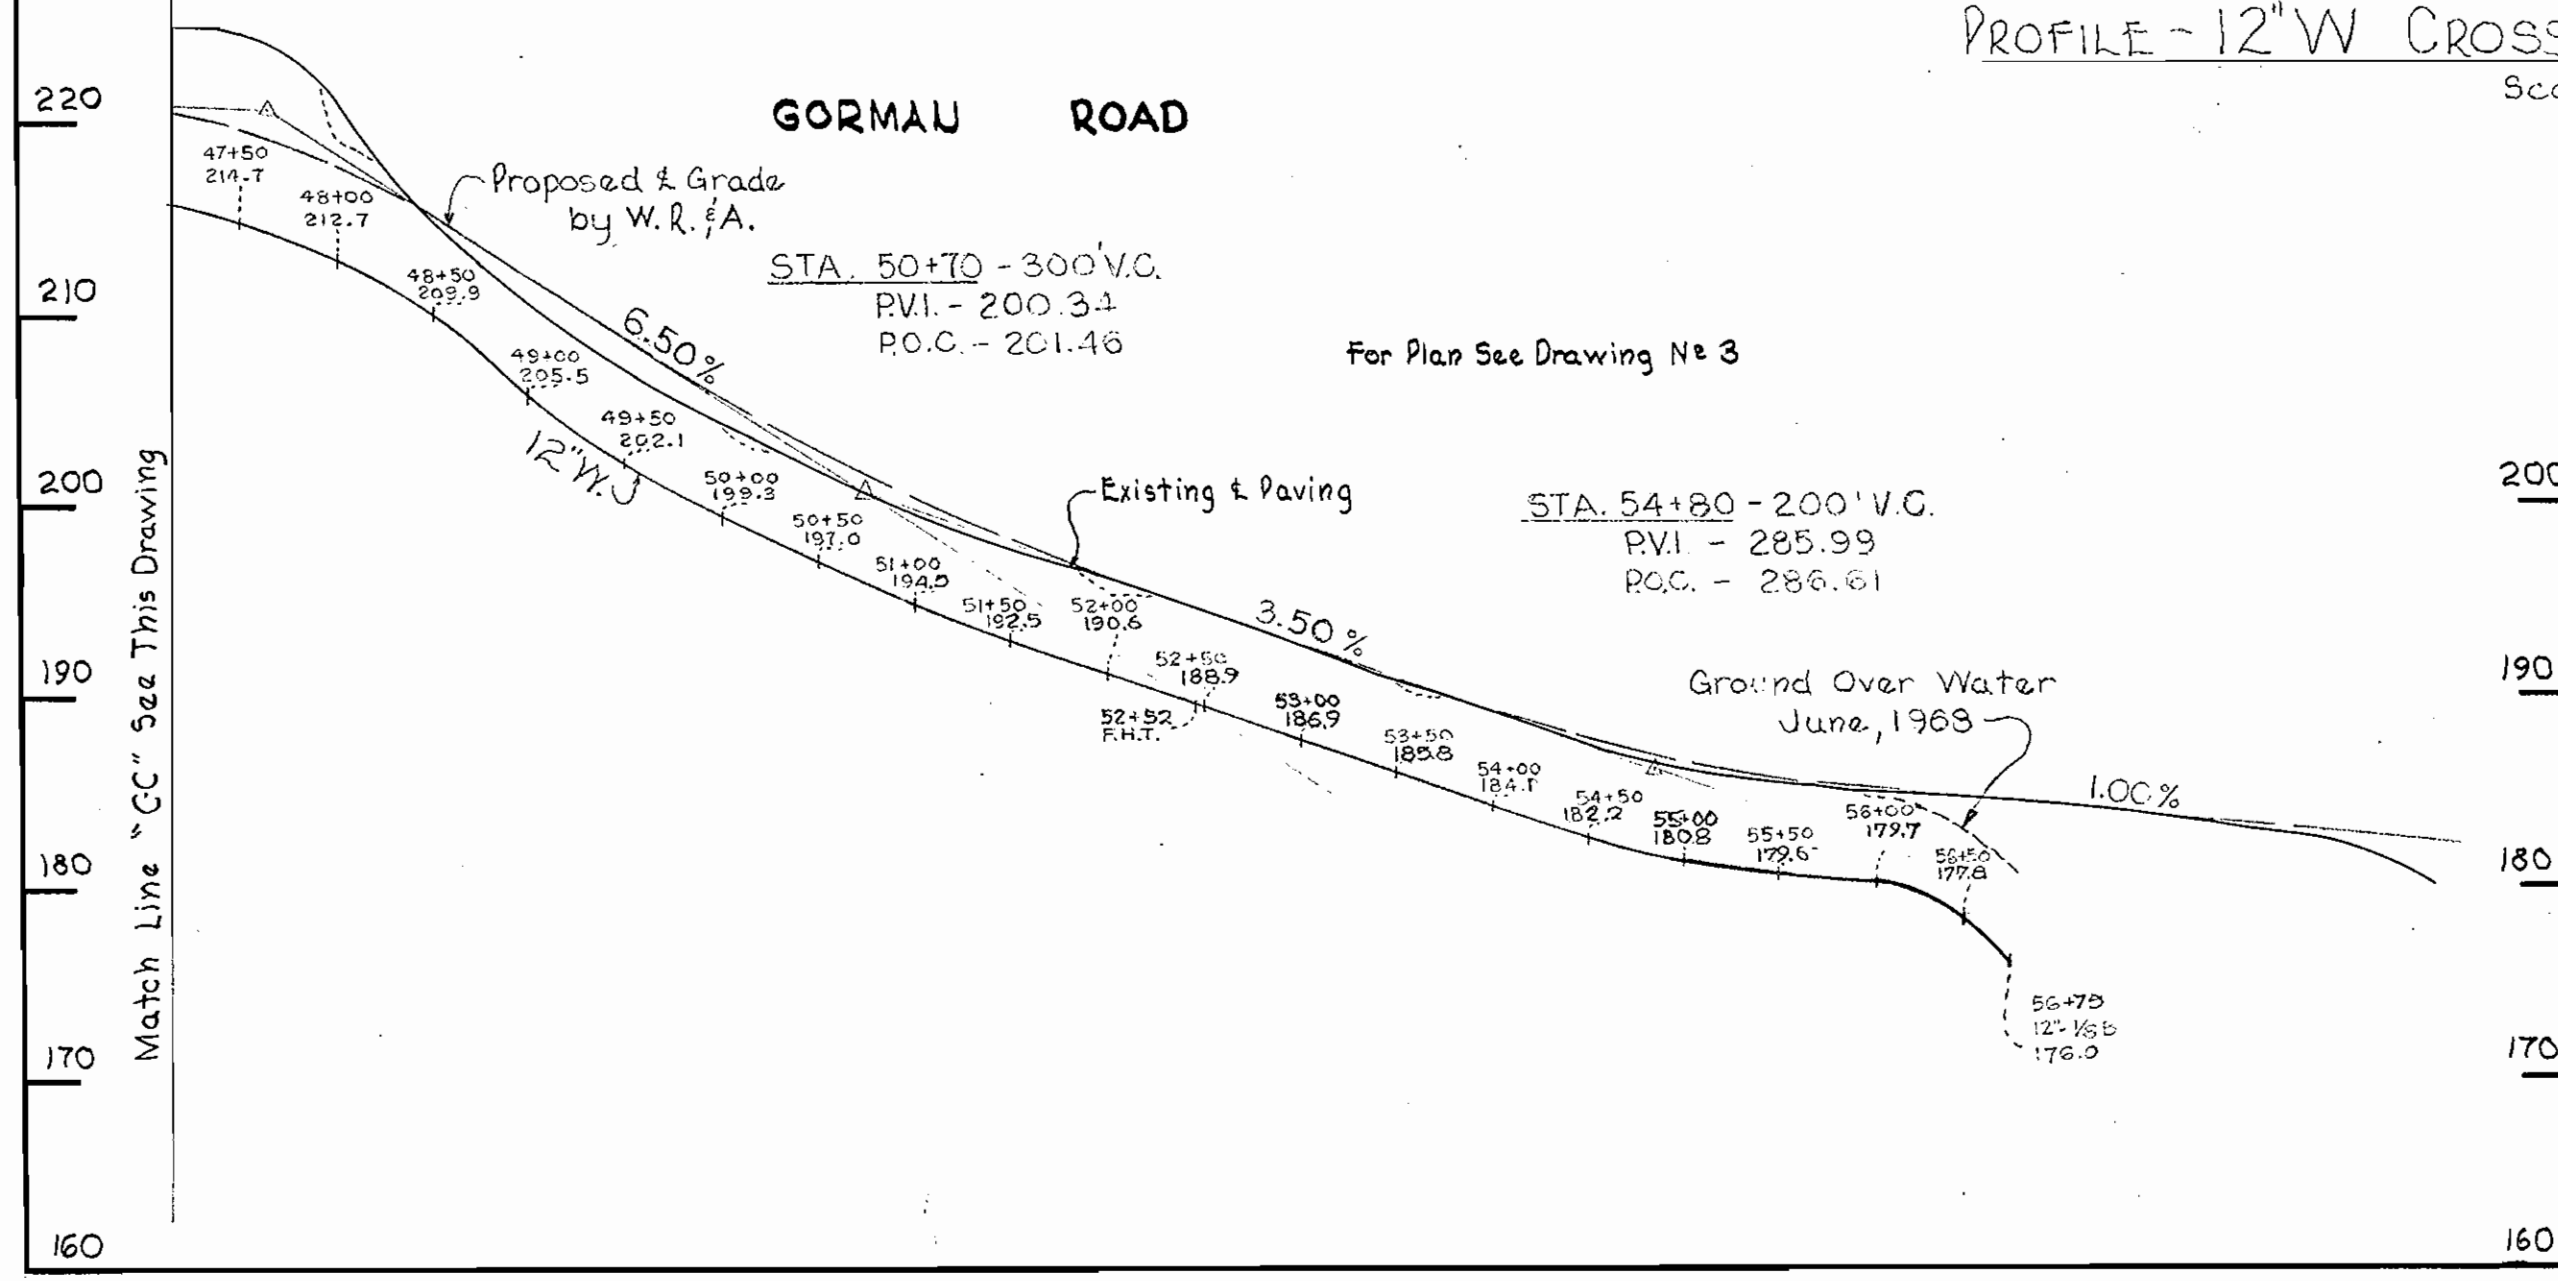 PROFILE - 12" W CROSS
Sc
GORMAN ROAD
220
210
200
190
180
170
160
Match Line "C-C" See This Drawing
47+50
214.7
48+00
212.7
48+50
209.9
49+00
205.5
49+50
202.1
50+00
199.3
50+50
197.0
51+00
194.5
51+50
192.5
52+00
190.6
52+50
188.9
52+52
F.H.T.
53+00
186.9
53+50
185.8
54+00
184.1
54+50
182.2
55+00
180.8
55+50
179.6
56+00
179.7
56+50
177.8
56+75
12"-1/8 B
176.0
Proposed ℄ Grade
by W.R.&A.
STA. 50+70 - 300' V.C.
P.V.I. - 200.34
P.O.C. - 201.46
6.50%
12"W.
For Plan See Drawing Nº 3
Existing ℄ Paving
STA. 54+80 - 200' V.C.
P.V.I. - 285.99
P.O.C. - 286.61
3.50%
Ground Over Water
June, 1968
1.00%
200
190
180
170
160